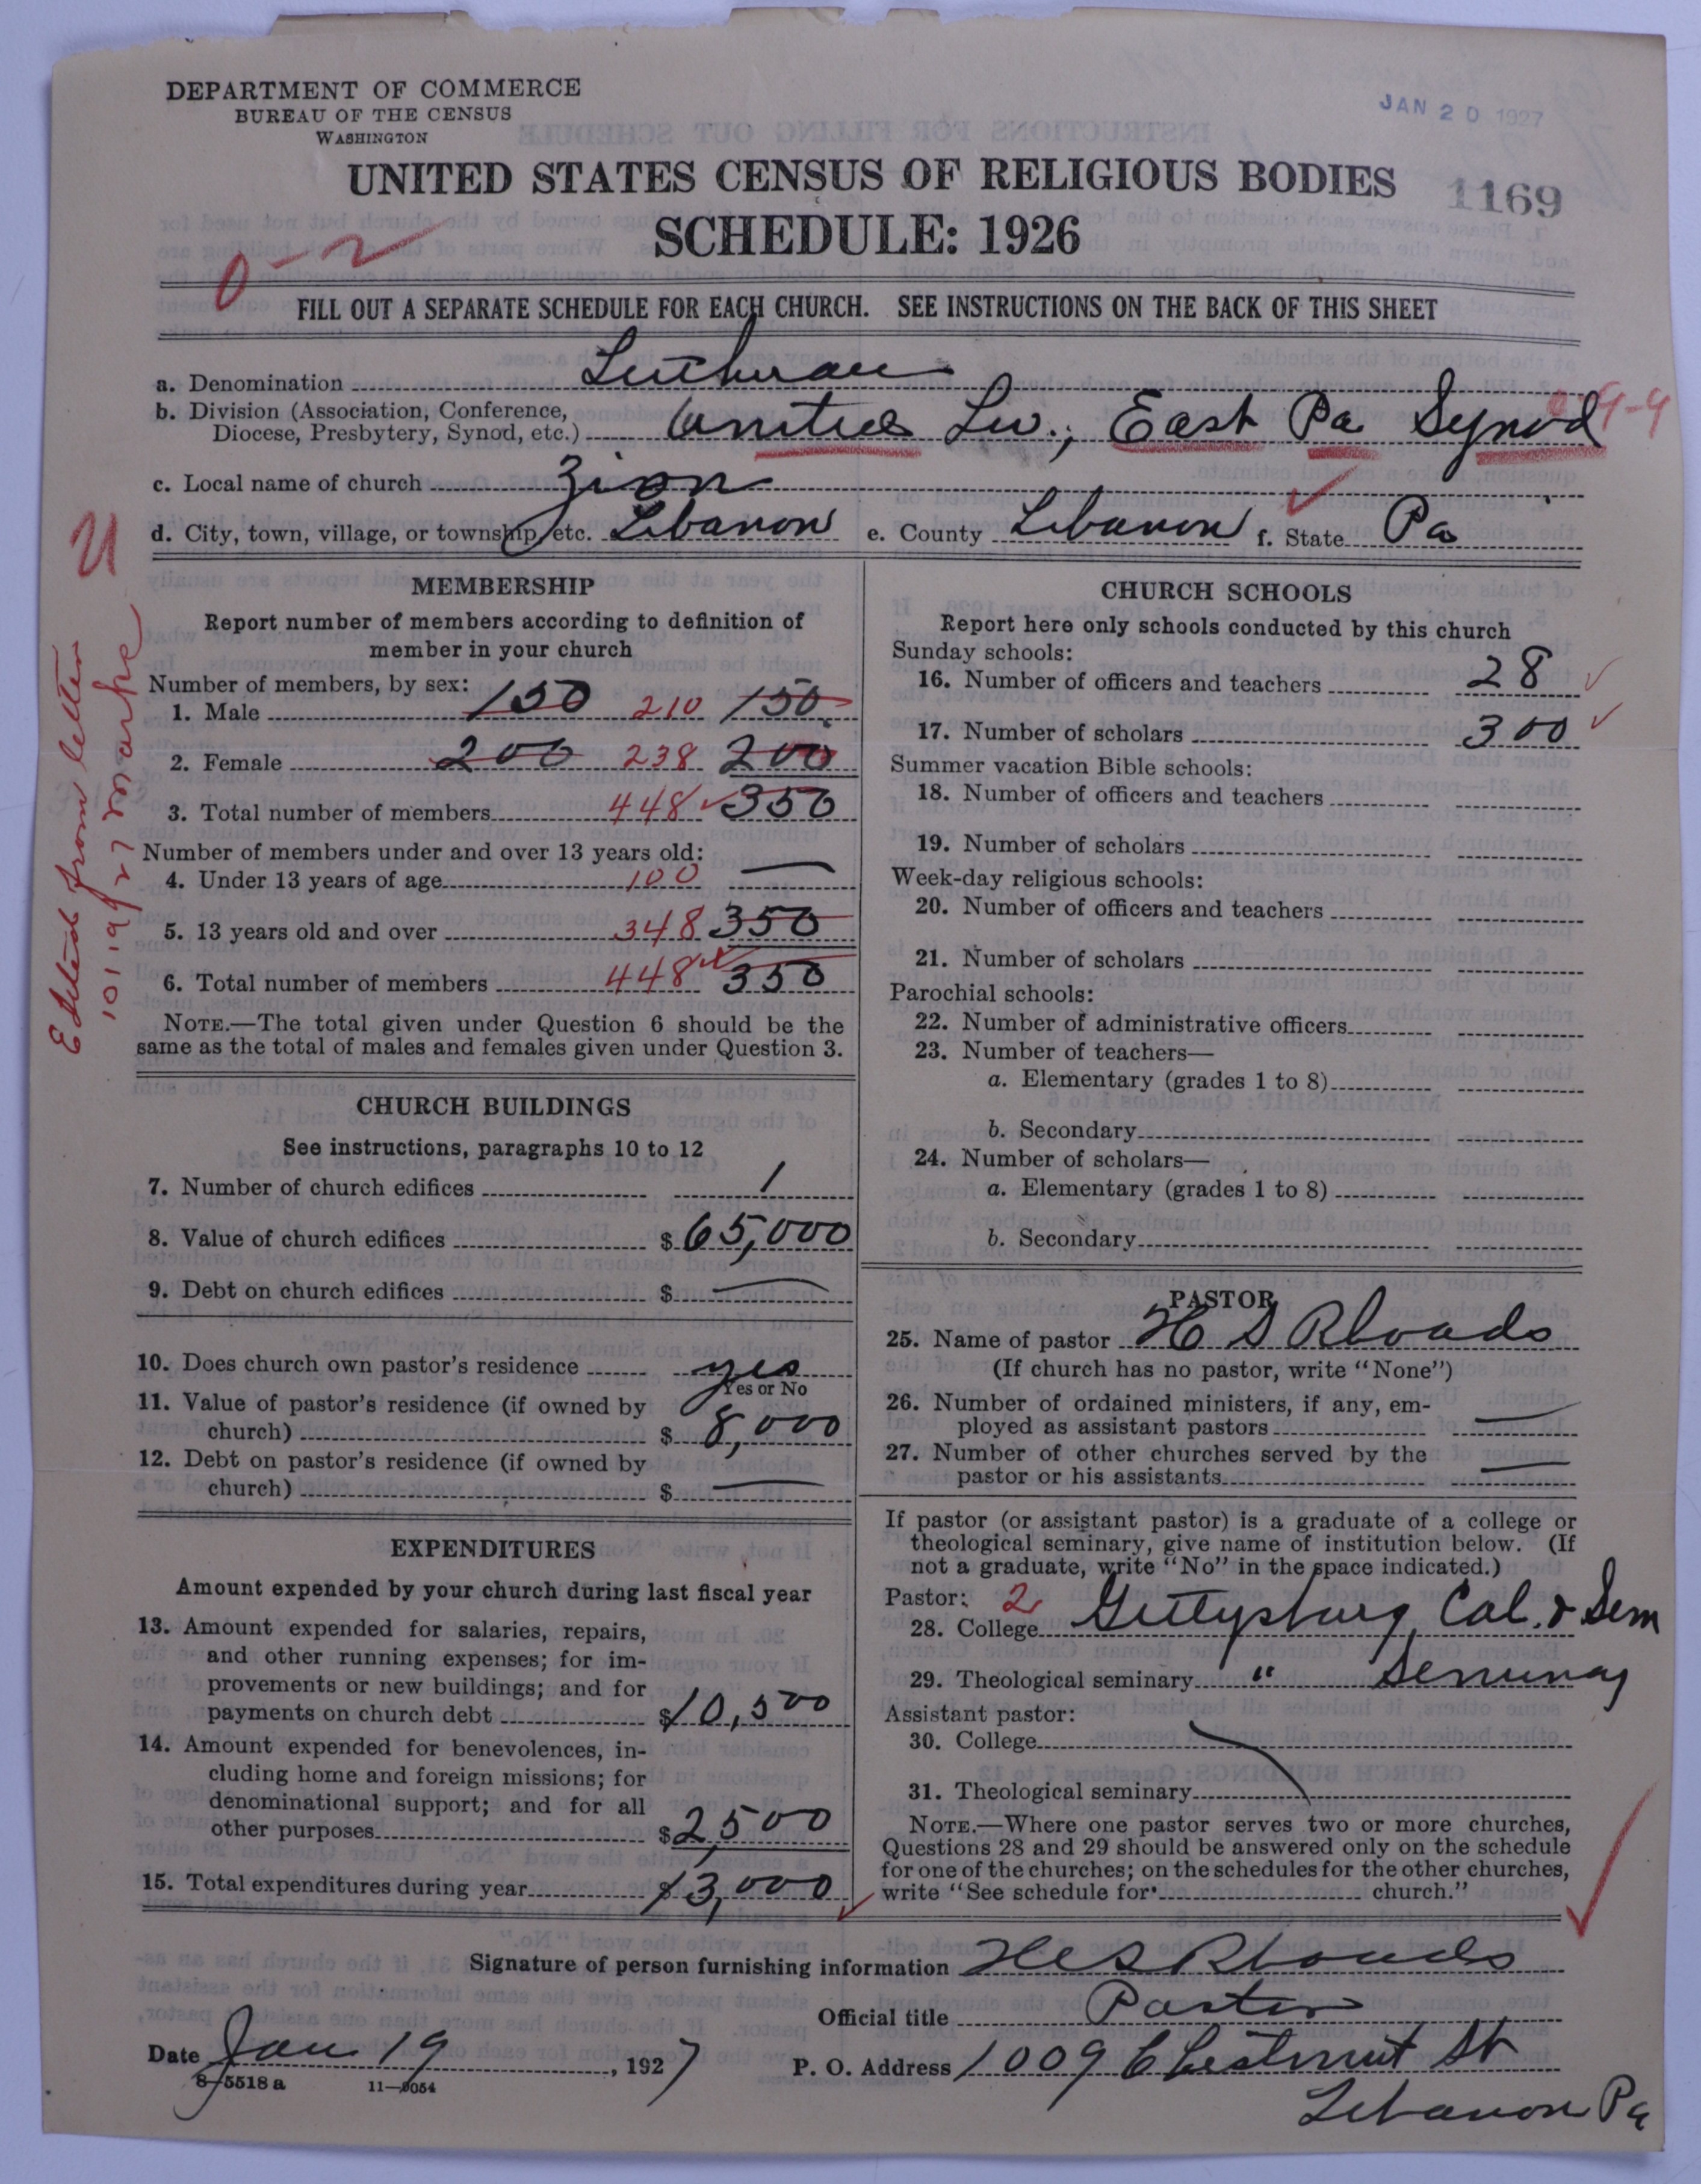 DEPARTMENT OF COMMERCE
BUREAU OF THE CENSUS
WASHINGTON
JAN 20 1927
UNITED STATES CENSUS OF RELIGIOUS BODIES
1169
SCHEDULE: 1926
0-2
FILL OUT A SEPARATE SCHEDULE FOR EACH CHURCH. SEE INSTRUCTIONS ON THE BACK OF THIS SHEET
a. Denomination Lutheran
b. Division (Association, Conference,
Diocese, Presbytery, Synod, etc.) United Lu., East Pa Synod 9-9
c. Local name of church Zion
d. City, town, village, or township, etc. Lebanon e. County Lebanon f. State Pa
Edited from letter
10/19/27
MEMBERSHIP
Report number of members according to definition of
member in your church
Number of members, by sex:
1. Male 150 210 150
2. Female 200 238 200
3. Total number of members 448 350
Number of members under and over 13 years old:
4. Under 13 years of age 100 —
5. 13 years old and over 348 350
6. Total number of members 448 350
NOTE.—The total given under Question 6 should be the
same as the total of males and females given under Question 3.
CHURCH BUILDINGS
See instructions, paragraphs 10 to 12
7. Number of church edifices 1
8. Value of church edifices $ 65,000
9. Debt on church edifices $ —
10. Does church own pastor's residence yes
Yes or No
11. Value of pastor's residence (if owned by
church) $ 8,000
12. Debt on pastor's residence (if owned by
church) $ —
EXPENDITURES
Amount expended by your church during last fiscal year
13. Amount expended for salaries, repairs,
and other running expenses; for im-
provements or new buildings; and for
payments on church debt $ 10,500
14. Amount expended for benevolences, in-
cluding home and foreign missions; for
denominational support; and for all
other purposes $ 2,500
15. Total expenditures during year $ 13,000
CHURCH SCHOOLS
Report here only schools conducted by this church
Sunday schools:
16. Number of officers and teachers 28
17. Number of scholars 300
Summer vacation Bible schools:
18. Number of officers and teachers
19. Number of scholars
Week-day religious schools:
20. Number of officers and teachers
21. Number of scholars
Parochial schools:
22. Number of administrative officers
23. Number of teachers—
a. Elementary (grades 1 to 8)
b. Secondary
24. Number of scholars—
a. Elementary (grades 1 to 8)
b. Secondary
PASTOR
25. Name of pastor H S Rhoads
(If church has no pastor, write "None")
26. Number of ordained ministers, if any, em-
ployed as assistant pastors —
27. Number of other churches served by the
pastor or his assistants —
If pastor (or assistant pastor) is a graduate of a college or
theological seminary, give name of institution below. (If
not a graduate, write "No" in the space indicated.)
Pastor: 2
28. College Gettysburg Col. & Sem
29. Theological seminary " Seminary
Assistant pastor:
30. College
31. Theological seminary
NOTE.—Where one pastor serves two or more churches,
Questions 28 and 29 should be answered only on the schedule
for one of the churches; on the schedules for the other churches,
write "See schedule for church."
Signature of person furnishing information H S Rhoads
Official title Pastor
Date Jan 19, 1927 P. O. Address 1009 Chestnut St
Lebanon Pa
8-5518 a 11-9054